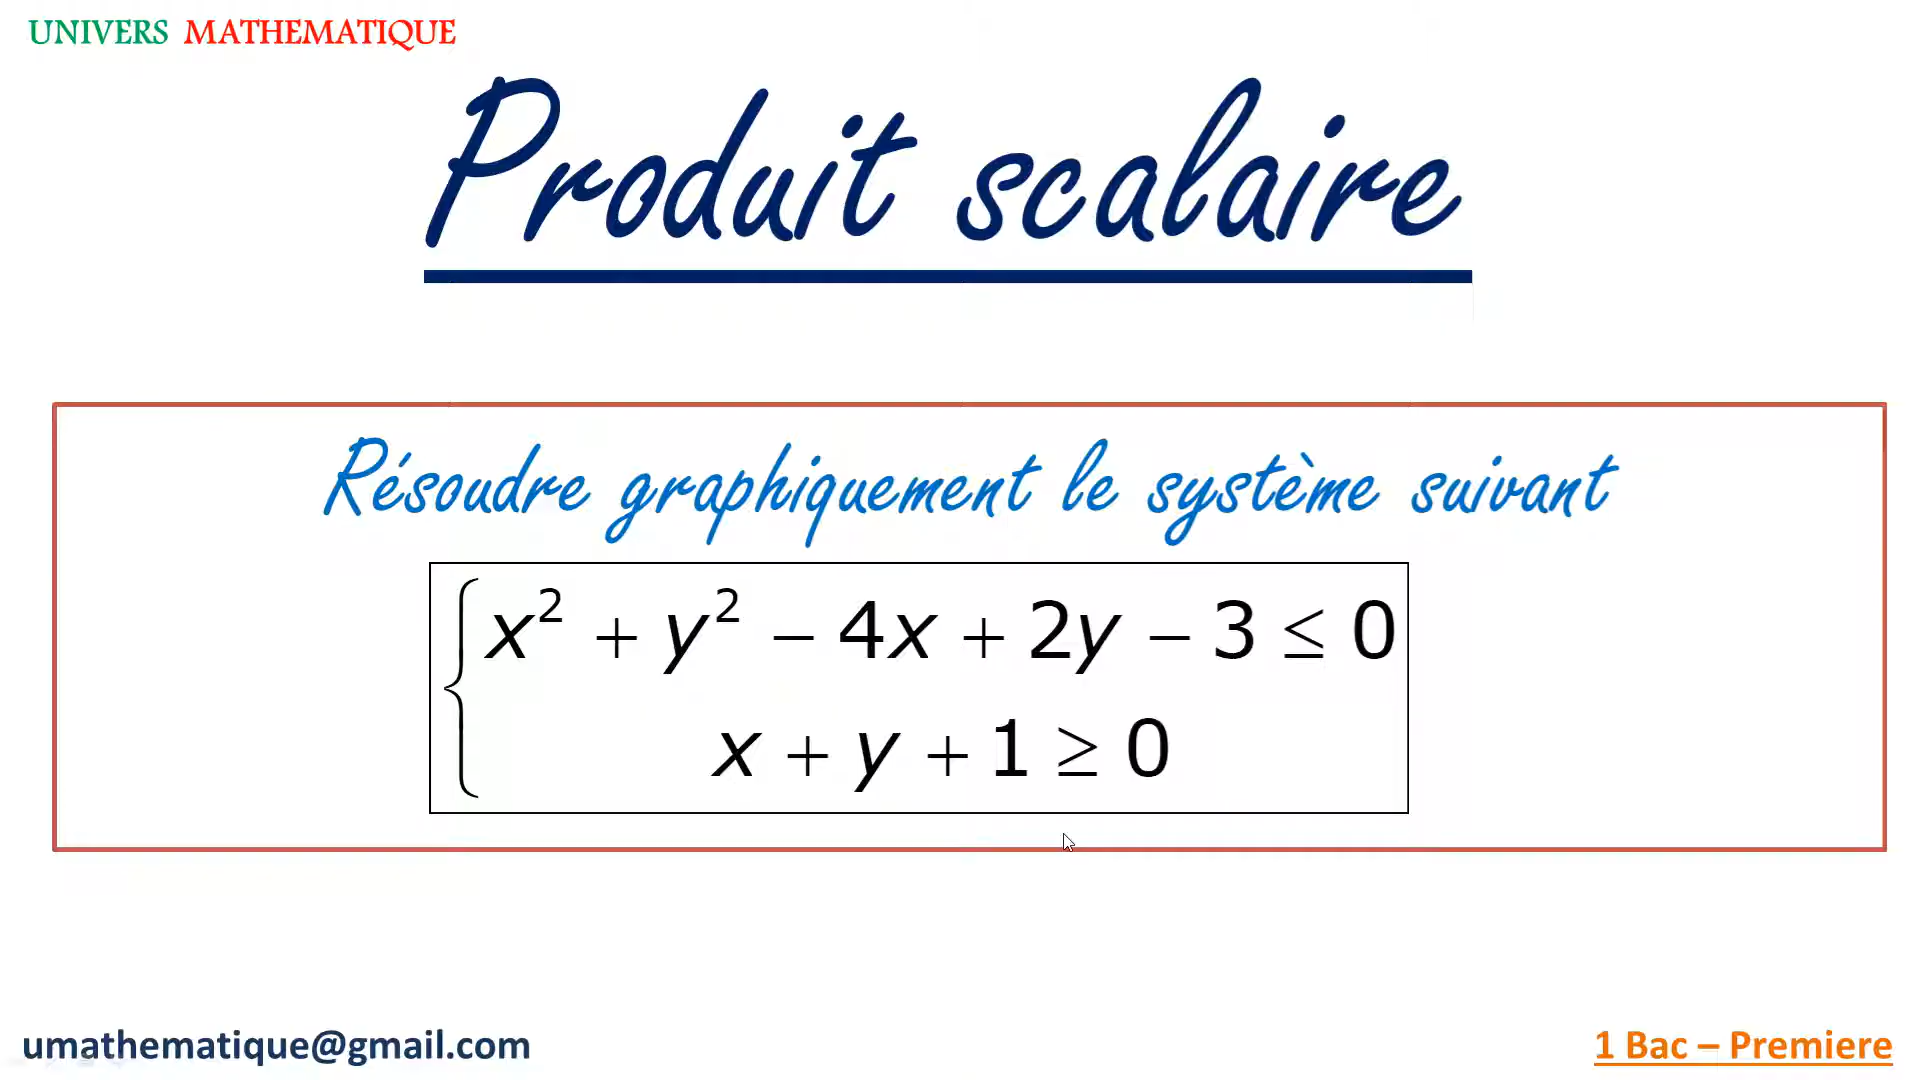 UNIVERS MATHEMATIQUE
Produit scalaire
Résoudre graphiquement le système suivant
x² + y² − 4x + 2y − 3 ≤ 0
x + y + 1 ≥ 0
umathematique@gmail.com
1 Bac – Premiere